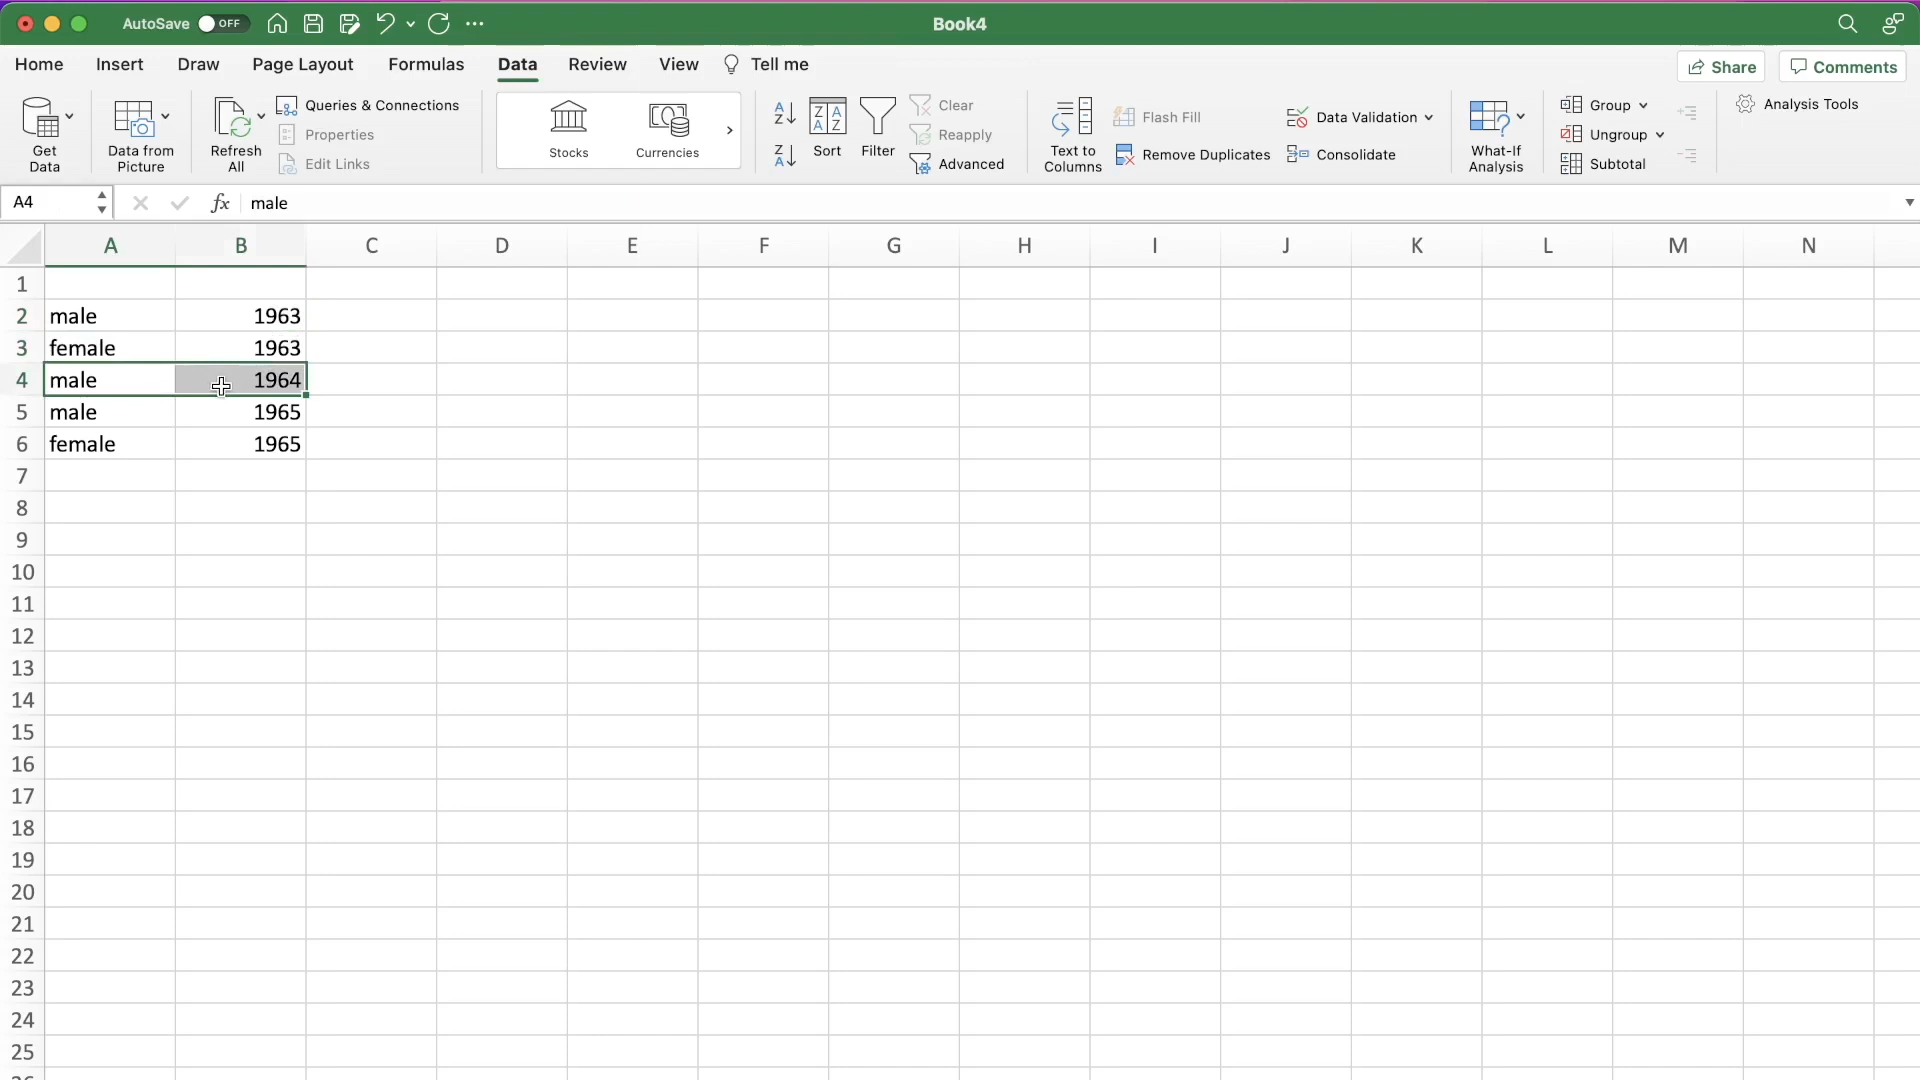 AutoSave OFF Book4
Home Insert Draw Page Layout Formulas Data Review View Tell me Share Comments
Get Data
Data from Picture
Refresh All
Queries & Connections
Properties
Edit Links
Stocks
Currencies
Sort
Filter
Clear
Reapply
Advanced
Text to Columns
Flash Fill
Remove Duplicates
Data Validation
Consolidate
What-If Analysis
Group
Ungroup
Subtotal
Analysis Tools
A4 fx male
A B C D E F G H I J K L M N
1
2 male 1963
3 female 1963
4 male 1964
5 male 1965
6 female 1965
7
8
9
10
11
12
13
14
15
16
17
18
19
20
21
22
23
24
25